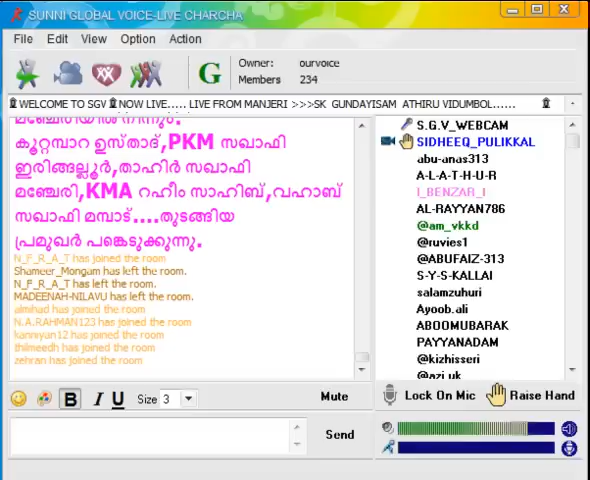 SUNNI GLOBAL VOICE-LIVE CHARCHA
File Edit View Option Action
G
Owner: ourvoice
Members 234
WELCOME TO SGV NOW LIVE..... LIVE FROM MANJERI >>>SK GUNDAYISAM ATHIRU VIDUMBOL......
മഞ്ചേരിയിൽ നിന്നും.
കൂറ്റമ്പാറ ഉസ്താദ്,PKM സഖാഫി
ഇരിങ്ങല്ലൂർ,താഹിർ സഖാഫി
മഞ്ചേരി,KMA റഹീം സാഹിബ്,വഹാബ്
സഖാഫി മമ്പാട്....തുടങ്ങിയ
പ്രമുഖർ പങ്കെടുക്കുന്നു.
N_F_R_A_T has joined the room
Shameer_Mongam has left the room.
N_F_R_A_T has left the room.
MADEENAH-NILAVU has left the room.
almihad has joined the room
N.A.RAHMAN123 has joined the room
kanniyan12 has joined the room
thilmeedh has joined the room
zehran has joined the room
S.G.V_WEBCAM
SIDHEEQ_PULIKKAL
abu-anas313
A-L-A-T-H-U-R
I_BENZAR_I
AL-RAYYAN786
@am_vkkd
@ruvies1
@ABUFAIZ-313
S-Y-S-KALLAI
salamzuhuri
Ayoob.ali
ABOOMUBARAK
PAYYANADAM
@kizhisseri
@azi uk
B I U Size 3 Mute
Lock On Mic Raise Hand
Send